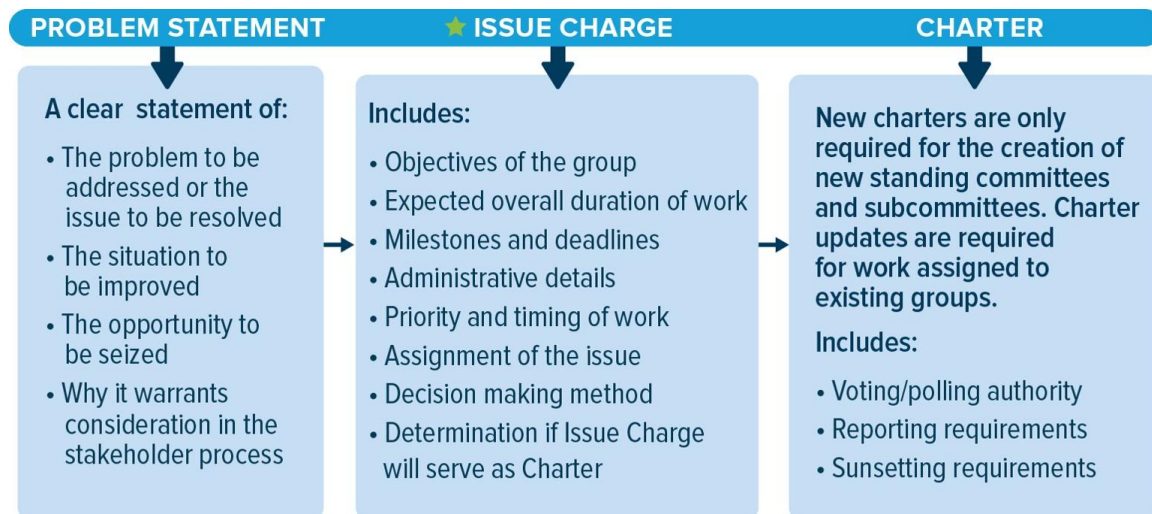 PROBLEM STATEMENT
A clear statement of:
• The problem to be
addressed or the
issue to be resolved
• The situation to
be improved
• The opportunity to
be seized
• Why it warrants
consideration in the
stakeholder process
ISSUE CHARGE
Includes:
• Objectives of the group
• Expected overall duration of work
• Milestones and deadlines
• Administrative details
• Priority and timing of work
• Assignment of the issue
• Decision making method
• Determination if Issue Charge
will serve as Charter
CHARTER
New charters are only
required for the creation of
new standing committees
and subcommittees. Charter
updates are required
for work assigned to
existing groups.
Includes:
• Voting/polling authority
• Reporting requirements
• Sunsetting requirements